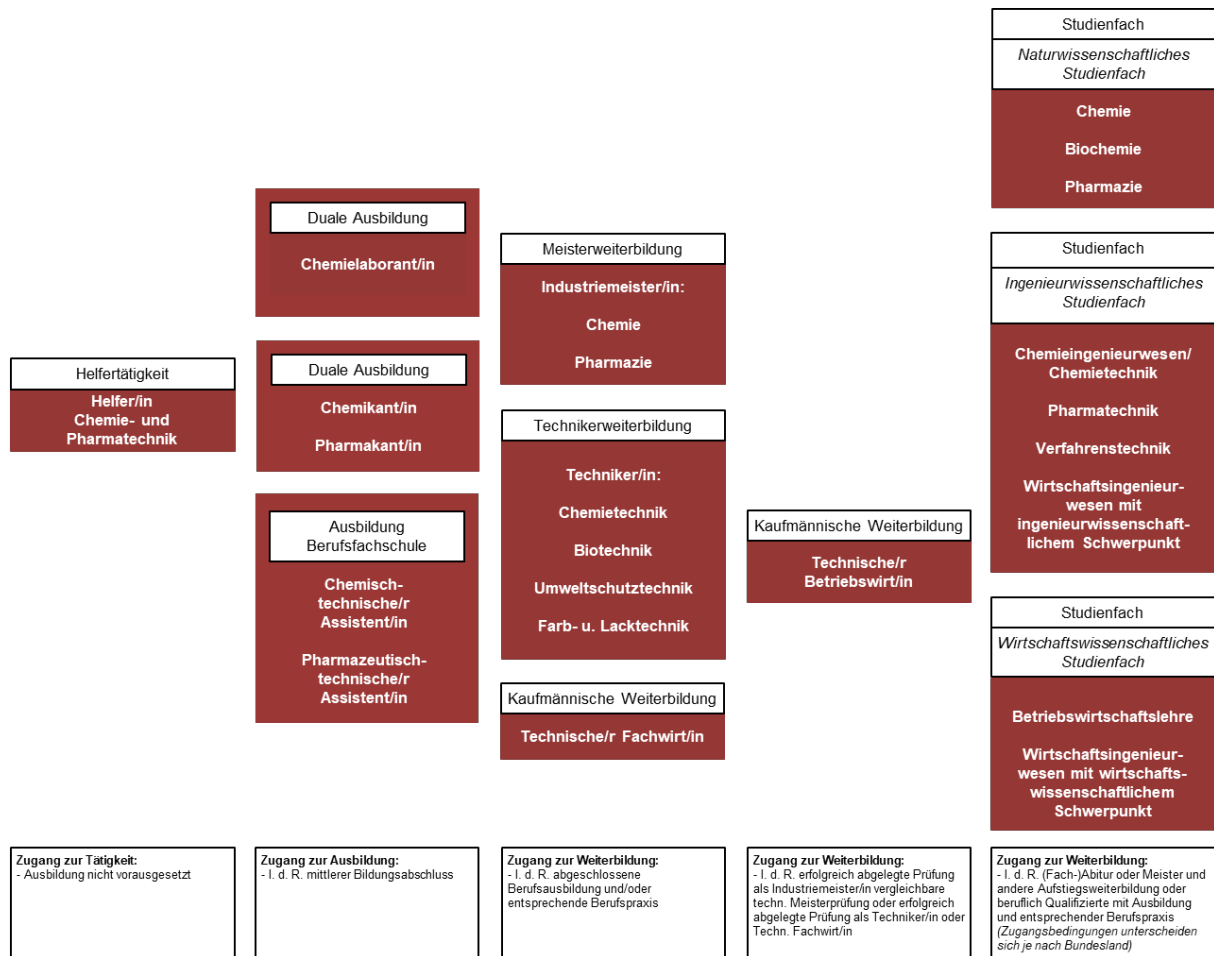 Helfertätigkeit
Helfer/in
Chemie- und
Pharmatechnik
Duale Ausbildung
Chemielaborant/in
Duale Ausbildung
Chemikant/in
Pharmakant/in
Ausbildung
Berufsfachschule
Chemisch-
technische/r
Assistent/in
Pharmazeutisch-
technische/r
Assistent/in
Meisterweiterbildung
Industriemeister/in:
Chemie
Pharmazie
Technikerweiterbildung
Techniker/in:
Chemietechnik
Biotechnik
Umweltschutztechnik
Farb- u. Lacktechnik
Kaufmännische Weiterbildung
Technische/r Fachwirt/in
Kaufmännische Weiterbildung
Technische/r
Betriebswirt/in
Studienfach
Naturwissenschaftliches
Studienfach
Chemie
Biochemie
Pharmazie
Studienfach
Ingenieurwissenschaftliches
Studienfach
Chemieingenieurwesen/
Chemietechnik
Pharmatechnik
Verfahrenstechnik
Wirtschaftsingenieur-
wesen mit
ingenieurwissenschaft-
lichem Schwerpunkt
Studienfach
Wirtschaftswissenschaftliches
Studienfach
Betriebswirtschaftslehre
Wirtschaftsingenieur-
wesen mit wirtschafts-
wissenschaftlichem
Schwerpunkt
Zugang zur Tätigkeit:
- Ausbildung nicht vorausgesetzt
Zugang zur Ausbildung:
- I. d. R. mittlerer Bildungsabschluss
Zugang zur Weiterbildung:
- I. d. R. abgeschlossene
Berufsausbildung und/oder
entsprechende Berufspraxis
Zugang zur Weiterbildung:
- I. d. R. erfolgreich abgelegte Prüfung
als Industriemeister/in vergleichbare
techn. Meisterprüfung oder erfolgreich
abgelegte Prüfung als Techniker/in oder
Techn. Fachwirt/in
Zugang zur Weiterbildung:
- I. d. R. (Fach-)Abitur oder Meister und
andere Aufstiegsweiterbildung oder
beruflich Qualifizierte mit Ausbildung
und entsprechender Berufspraxis
(Zugangsbedingungen unterscheiden
sich je nach Bundesland)